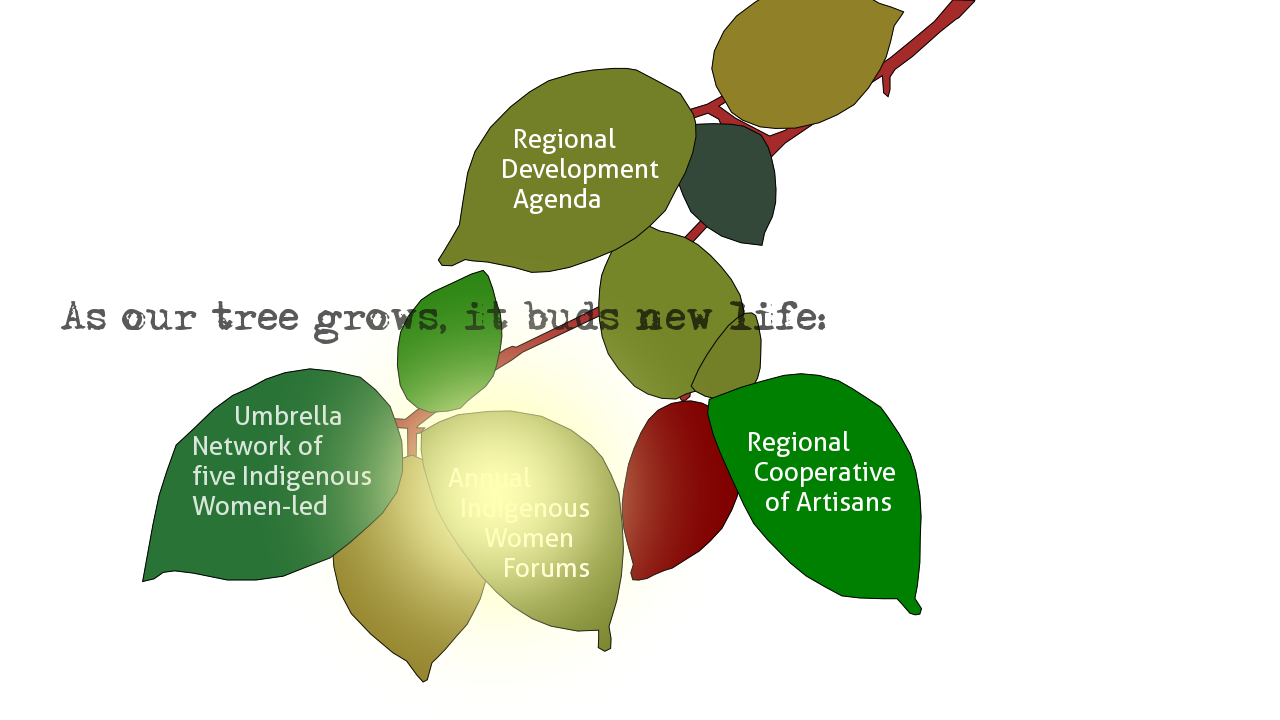 Regional
Development
Agenda
As our tree grows, it buds new life:
Umbrella
Network of
five Indigenous
Women-led
Annual
Indigenous
Women
Forums
Regional
Cooperative
of Artisans